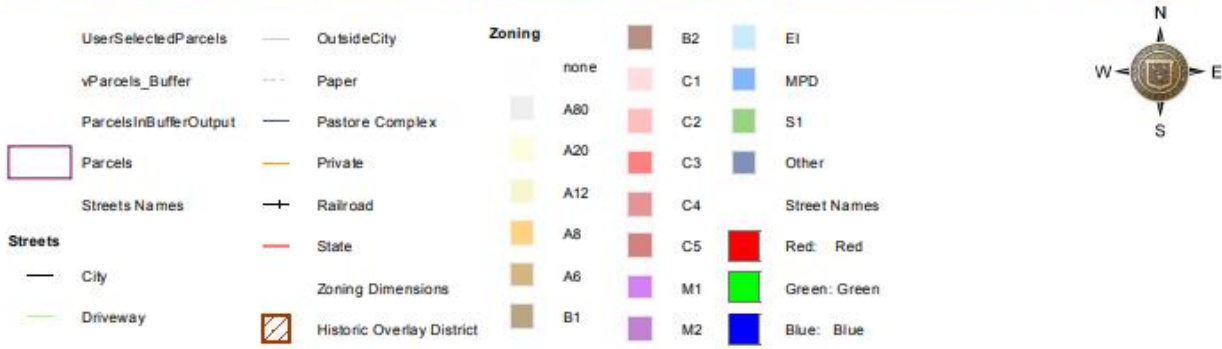 UserSelectedParcels
vParcels_Buffer
ParcelsInBufferOutput
Parcels
Streets Names
Streets
City
Driveway
OutsideCity
Paper
Pastore Complex
Private
Railroad
State
Zoning Dimensions
Historic Overlay District
Zoning
none
A80
A20
A12
A8
A6
B1
B2
C1
C2
C3
C4
C5
M1
M2
EI
MPD
S1
Other
Street Names
Red: Red
Green: Green
Blue: Blue
N
W E
S